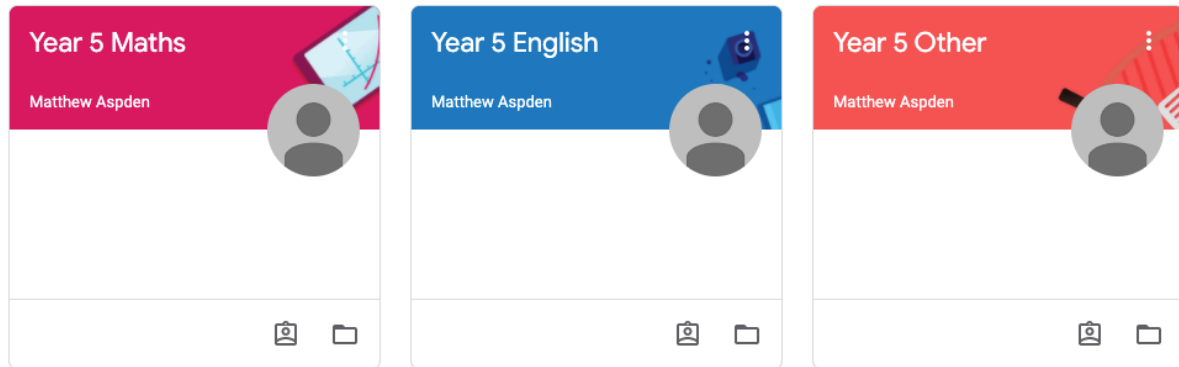 Year 5 Maths
Matthew Aspden
Year 5 English
Matthew Aspden
Year 5 Other
Matthew Aspden